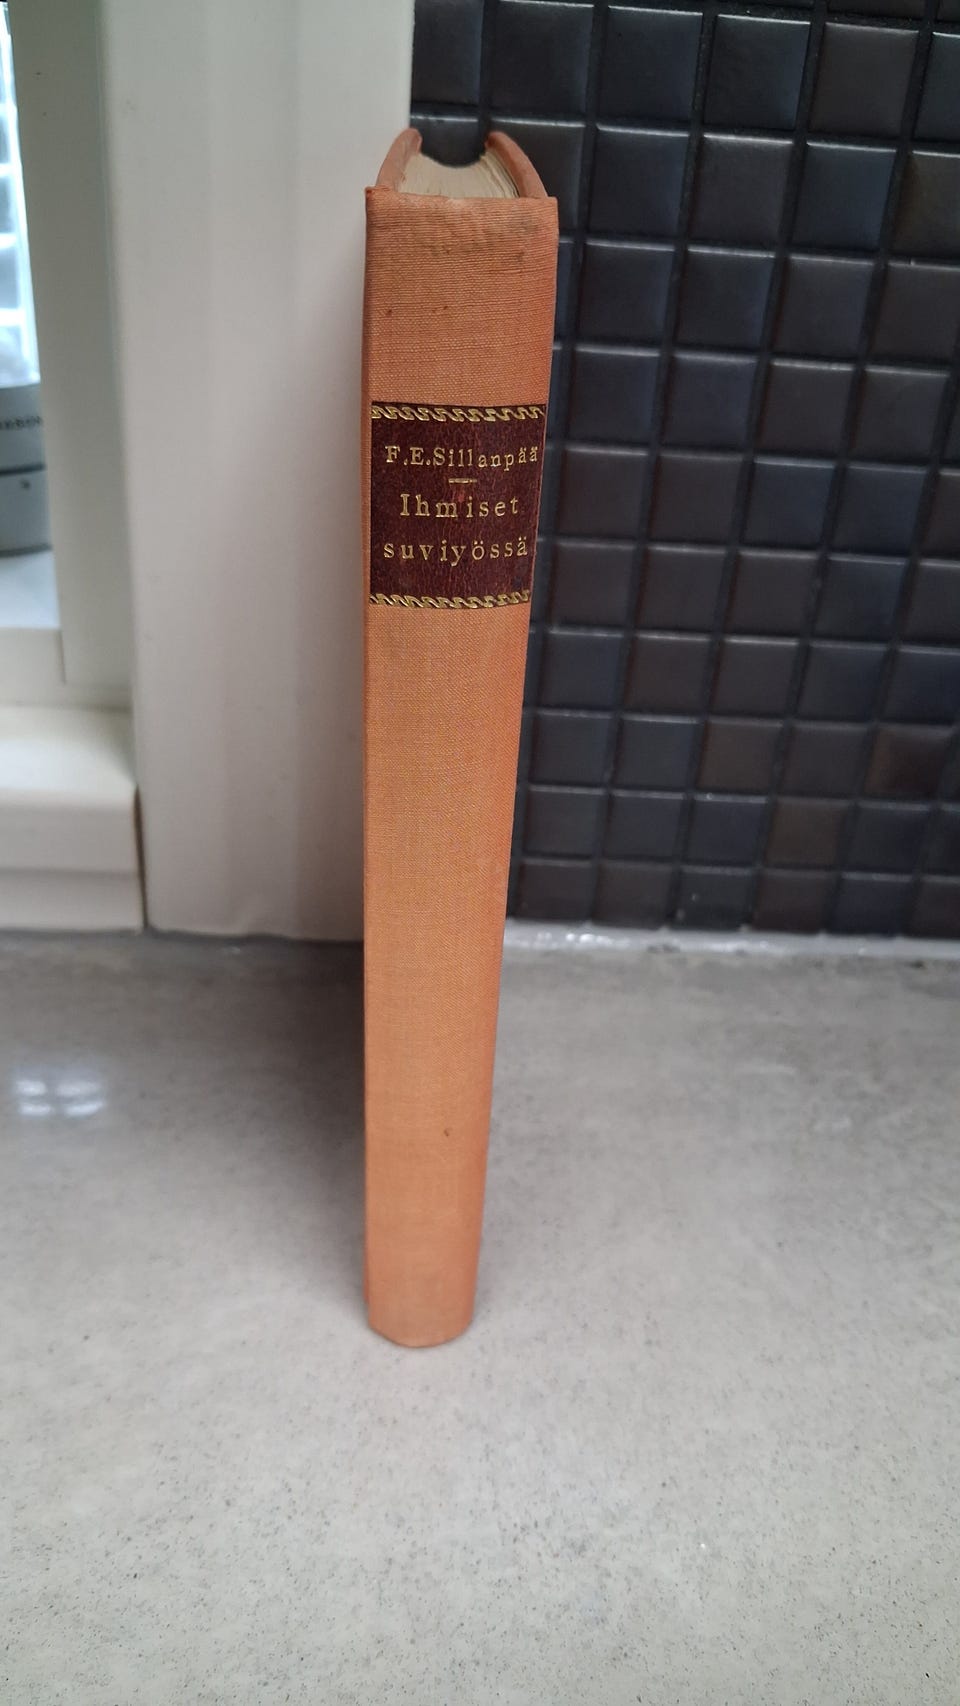 F.E.Sillanpää
Ihmiset
suviyössä